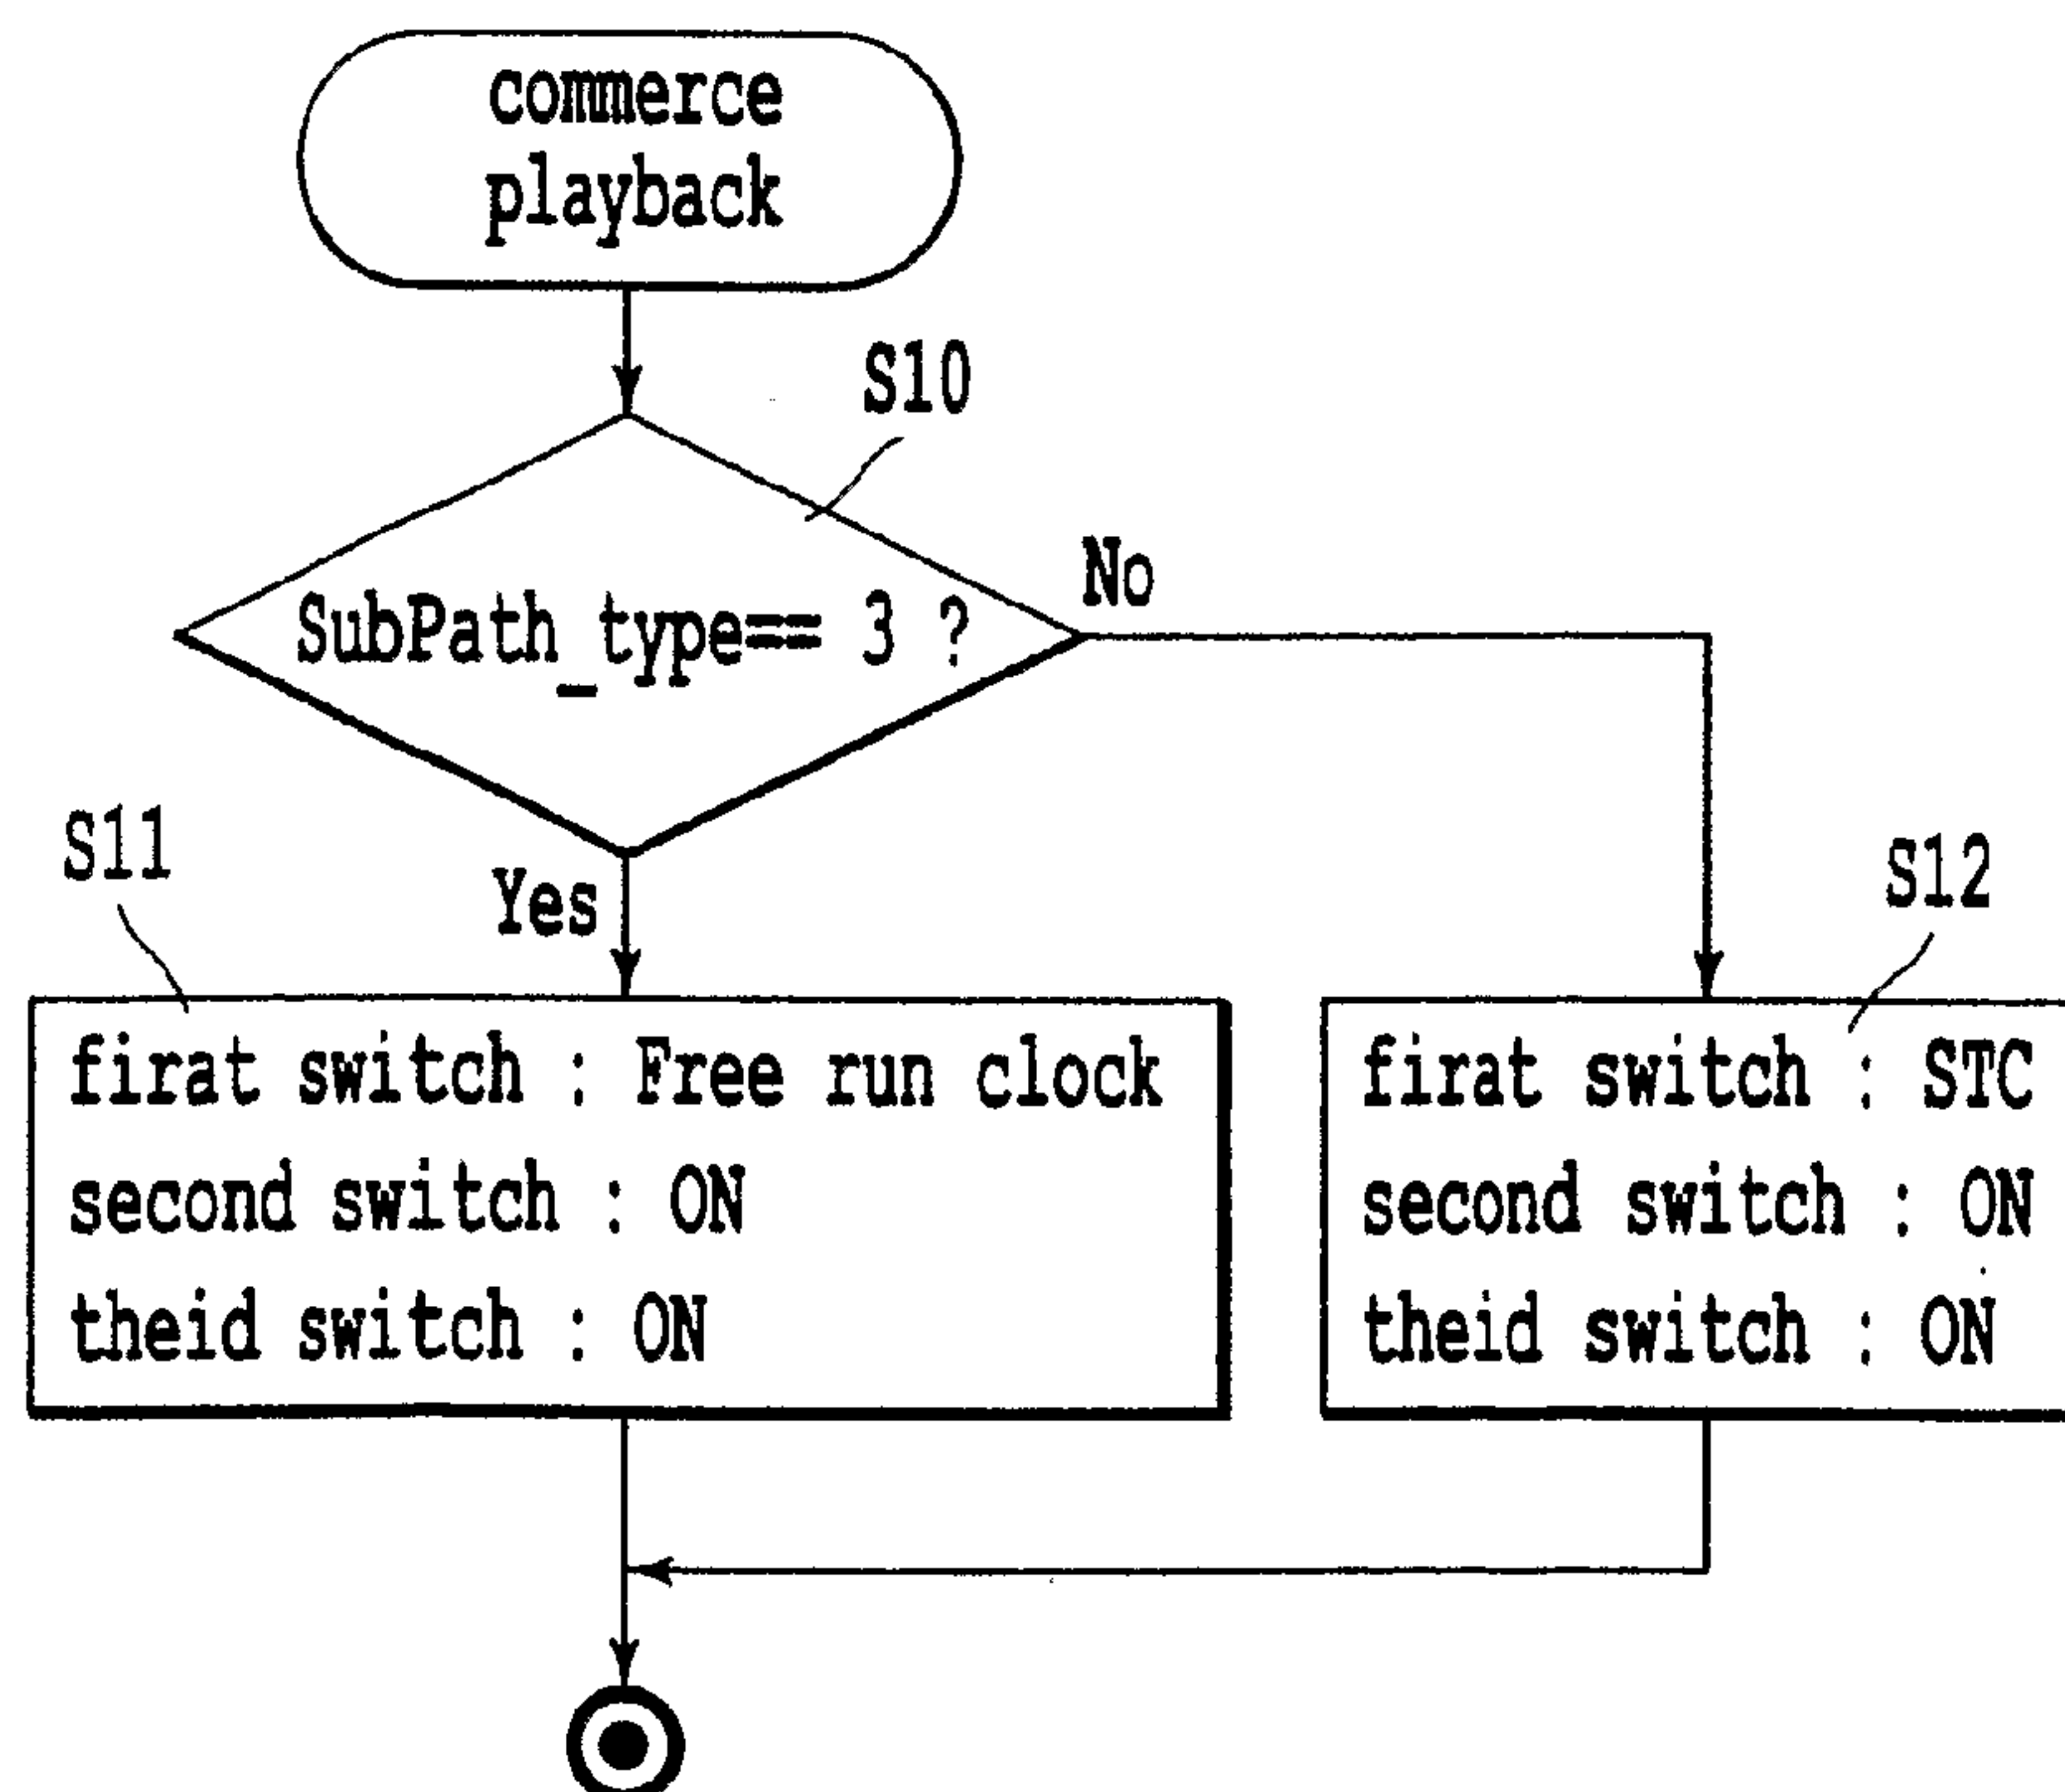 commerce
playback
S10
SubPath_type== 3 ?
No
Yes
S11
firat switch : Free run clock
second switch : ON
theid switch : ON
S12
firat switch : STC
second switch : ON
theid switch : ON